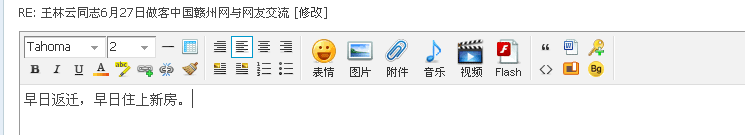 RE: 王林云同志6月27日做客中国赣州网与网友交流 [修改]
Tahoma 2
B I U A abc 表情 图片 附件 音乐 视频 Flash Bg
早日返迁，早日住上新房。